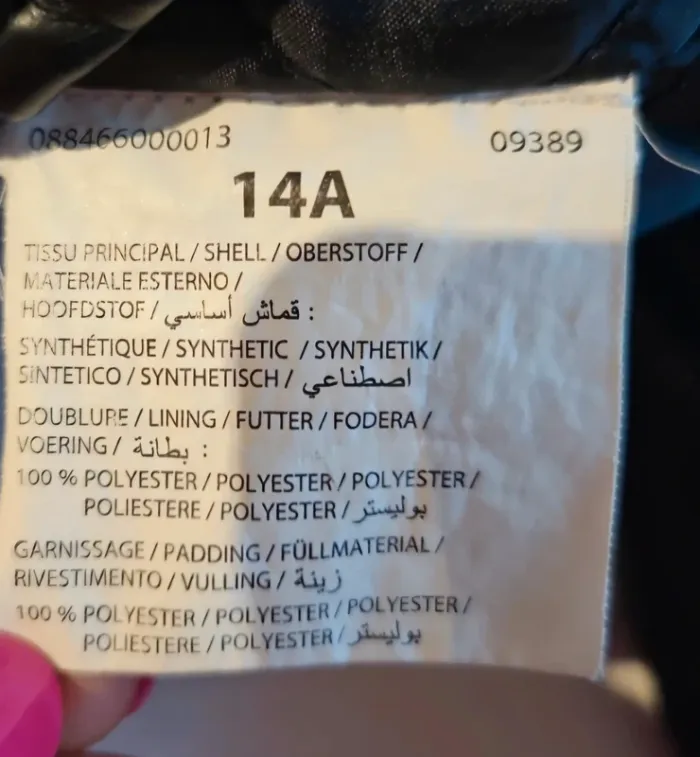 088466000013 09389
14A
TISSU PRINCIPAL / SHELL / OBERSTOFF /
MATERIALE ESTERNO /
HOOFDSTOF / قماش أساسي :
SYNTHÉTIQUE / SYNTHETIC / SYNTHETIK /
SINTETICO / SYNTHETISCH / اصطناعي
DOUBLURE / LINING / FUTTER / FODERA /
VOERING / بطانة :
100 % POLYESTER / POLYESTER / POLYESTER /
POLIESTERE / POLYESTER / بوليستر
GARNISSAGE / PADDING / FÜLLMATERIAL /
RIVESTIMENTO / VULLING / زينة :
100 % POLYESTER / POLYESTER / POLYESTER /
POLIESTERE / POLYESTER / بوليستر